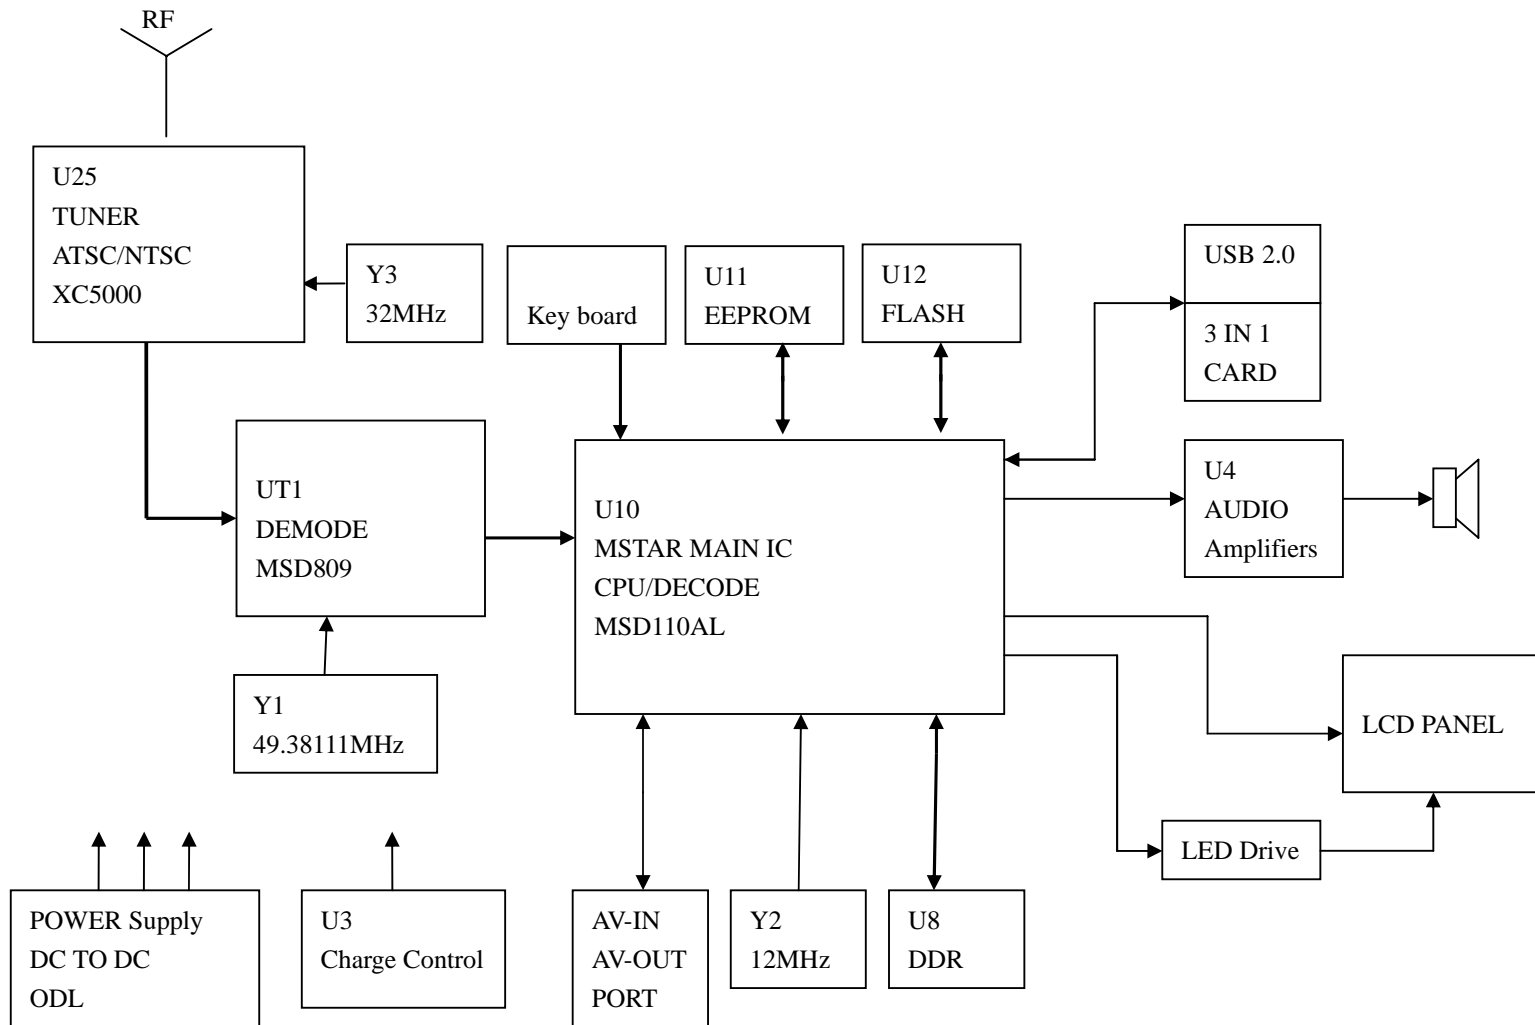 RF
U25
TUNER
ATSC/NTSC
XC5000
Y3
32MHz
Key board
U11
EEPROM
U12
FLASH
USB 2.0
3 IN 1
CARD
UT1
DEMODE
MSD809
U10
MSTAR MAIN IC
CPU/DECODE
MSD110AL
U4
AUDIO
Amplifiers
Y1
49.38111MHz
LCD PANEL
LED Drive
POWER Supply
DC TO DC
ODL
U3
Charge Control
AV-IN
AV-OUT
PORT
Y2
12MHz
U8
DDR